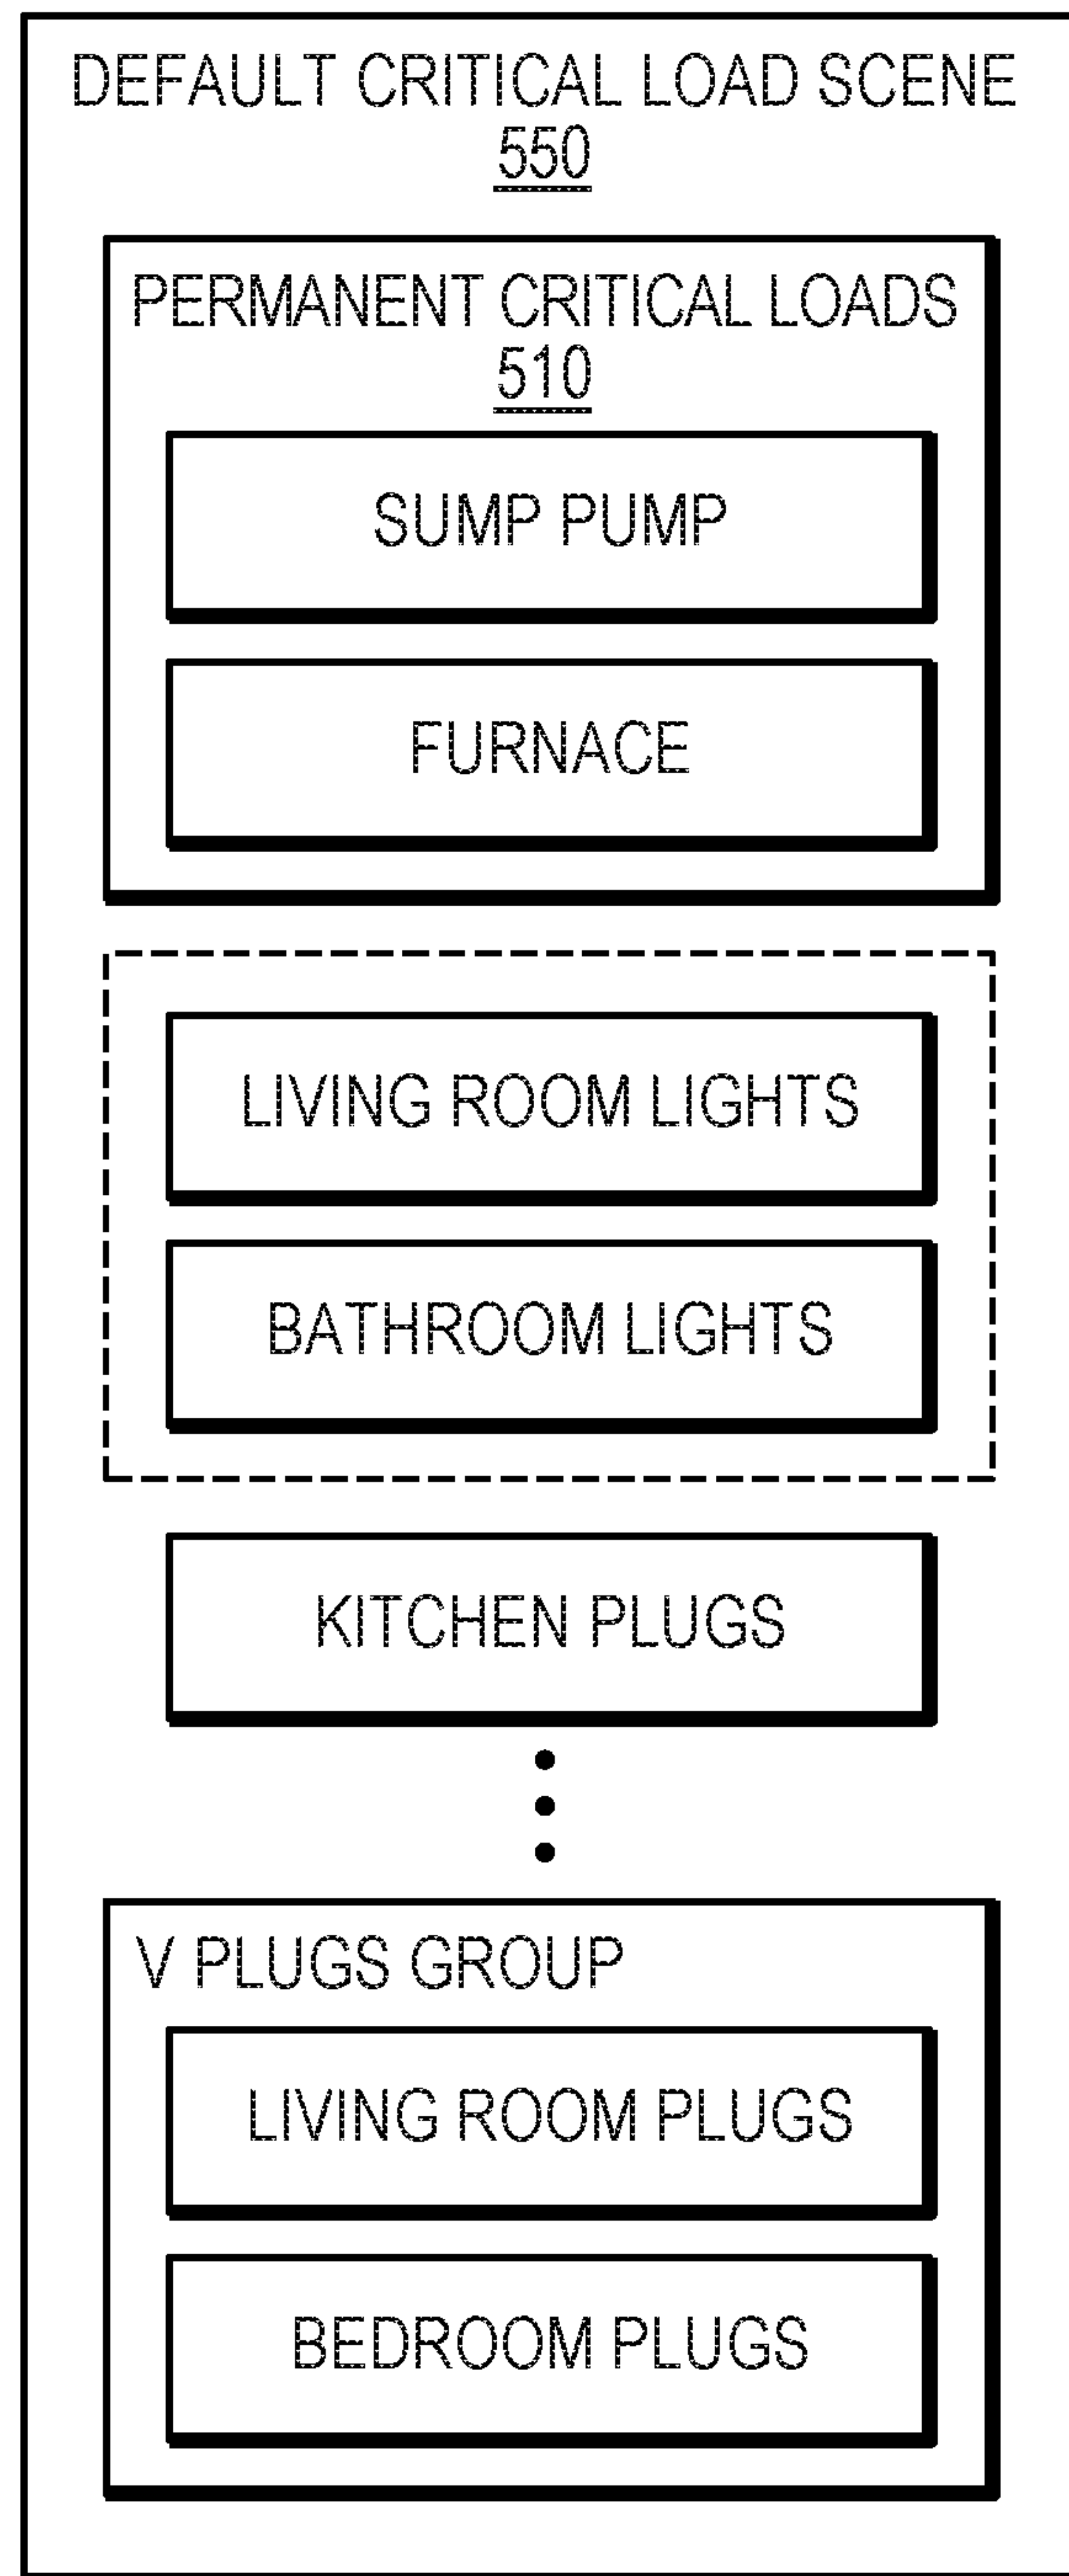 DEFAULT CRITICAL LOAD SCENE
550
PERMANENT CRITICAL LOADS
510
SUMP PUMP
FURNACE
LIVING ROOM LIGHTS
BATHROOM LIGHTS
KITCHEN PLUGS
V PLUGS GROUP
LIVING ROOM PLUGS
BEDROOM PLUGS